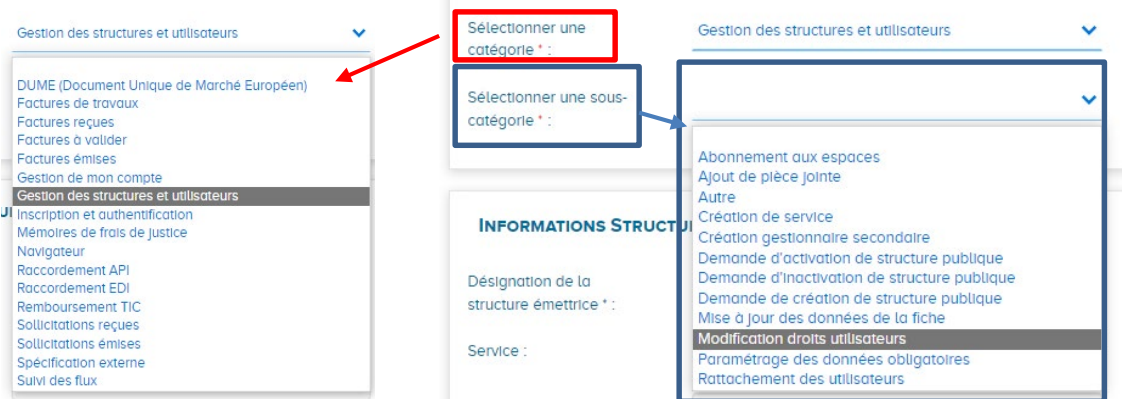 Gestion des structures et utilisateurs
DUME (Document Unique de Marché Européen)
Factures de travaux
Factures reçues
Factures à valider
Factures émises
Gestion de mon compte
Gestion des structures et utilisateurs
Inscription et authentification
Mémoires de frais de justice
Navigateur
Raccordement API
Raccordement EDI
Remboursement TIC
Sollicitations reçues
Sollicitations émises
Spécification externe
Suivi des flux
Sélectionner une
catégorie * :
Gestion des structures et utilisateurs
Sélectionner une sous-
catégorie * :
Abonnement aux espaces
Ajout de pièce jointe
Autre
Création de service
Création gestionnaire secondaire
Demande d'activation de structure publique
Demande d'inactivation de structure publique
Demande de création de structure publique
Mise à jour des données de la fiche
Modification droits utilisateurs
Paramétrage des données obligatoires
Rattachement des utilisateurs
INFORMATIONS STRUCTU
Désignation de la
structure émettrice * :
Service :